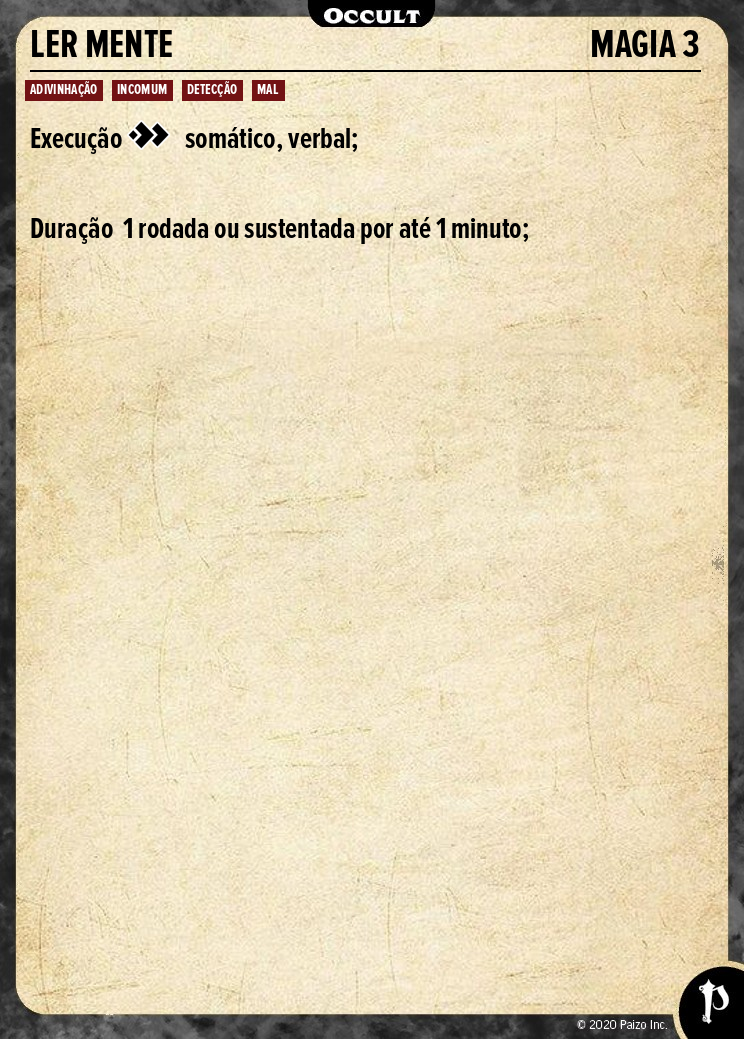 OCCULT
LER MENTE MAGIA 3
ADIVINHAÇÃO INCOMUM DETECÇÃO MAL
Execução somático, verbal;
Duração 1 rodada ou sustentada por até 1 minuto;
© 2020 Paizo Inc.
P